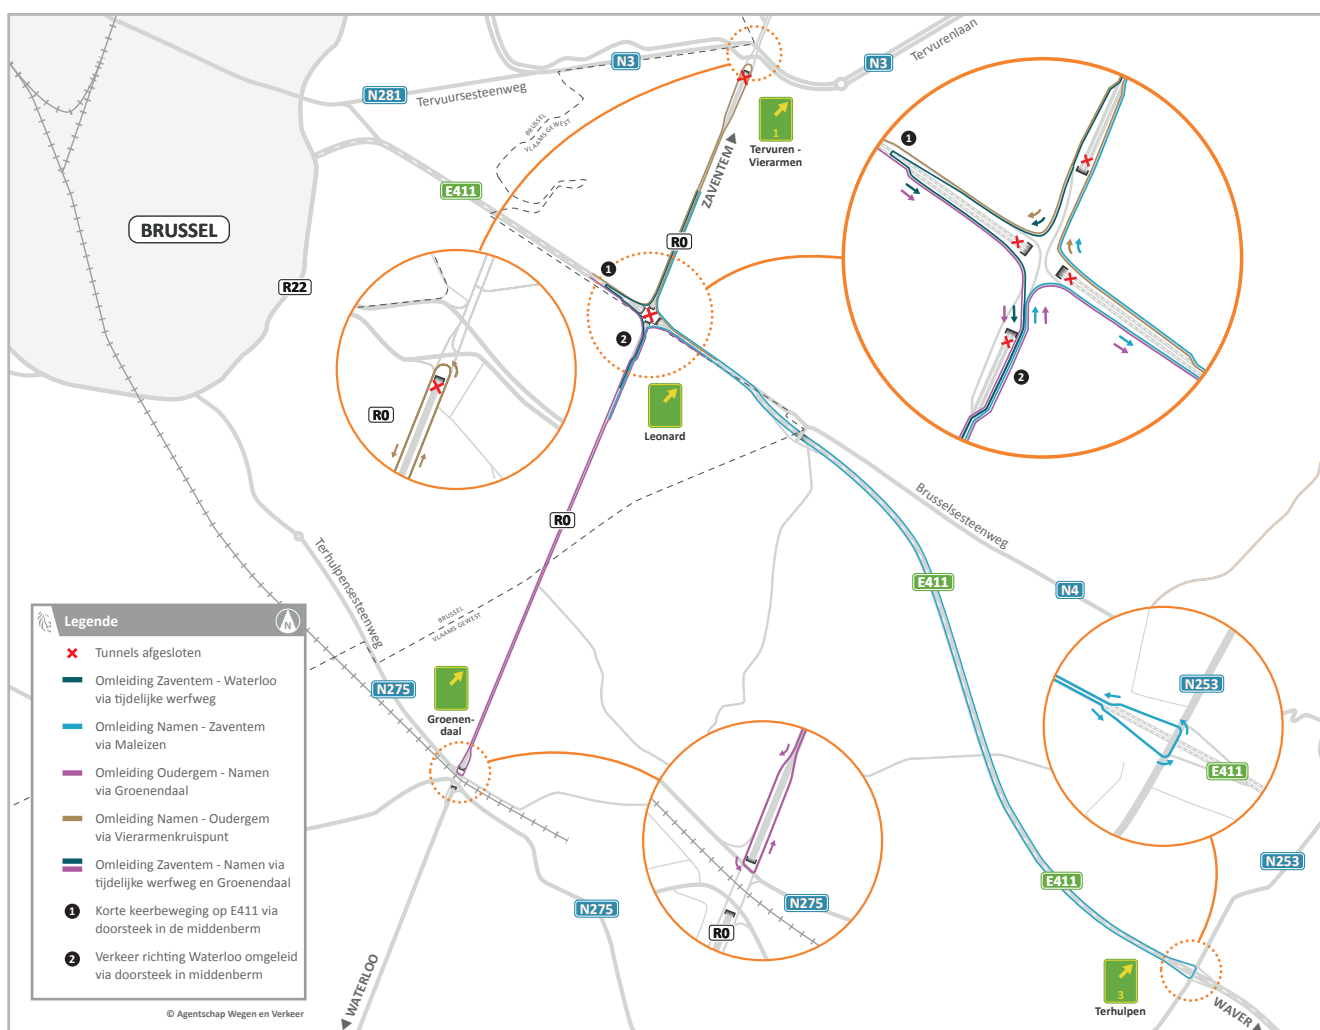 N3
Tervurenlaan
N3
N281
Tervuursesteenweg
BRUSSEL
VLAAMS GEWEST
1
Tervuren -
Vierarmen
ZAVENTEM
E411
BRUSSEL
R0
R22
1
2
R0
Leonard
1
2
R0
Brusselsesteenweg
N4
E411
Terhulpensesteenweg
BRUSSEL
VLAAMS GEWEST
N275
Groenen-
daal
N253
E411
N253
E411
N275
N275
R0
WATERLOO
3
Terhulpen
WAVER
Legende
N
Tunnels afgesloten
Omleiding Zaventem - Waterloo
via tijdelijke werfweg
Omleiding Namen - Zaventem
via Maleizen
Omleiding Oudergem - Namen
via Groenendaal
Omleiding Namen - Oudergem
via Vierarmenkruispunt
Omleiding Zaventem - Namen via
tijdelijke werfweg en Groenendaal
1 Korte keerbeweging op E411 via
doorsteek in de middenberm
2 Verkeer richting Waterloo omgeleid
via doorsteek in middenberm
© Agentschap Wegen en Verkeer